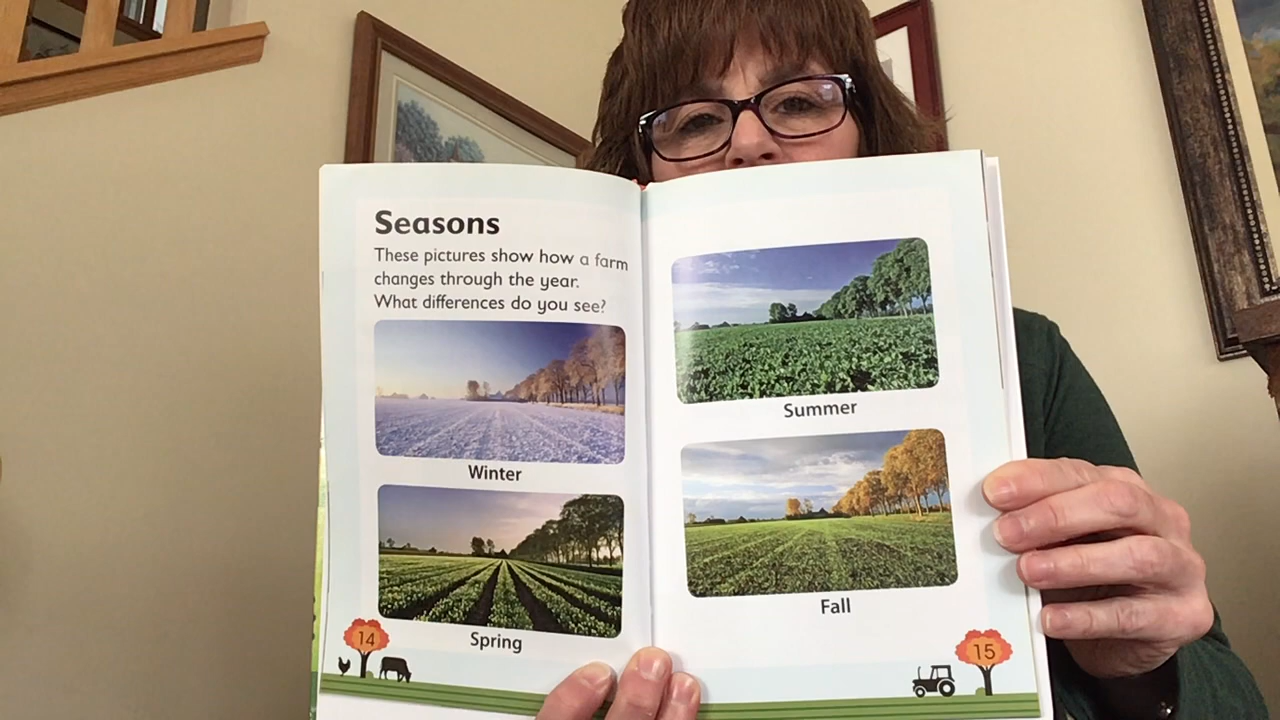 Seasons
These pictures show how a farm
changes through the year.
What differences do you see?
Winter
Spring
14
Summer
Fall
15